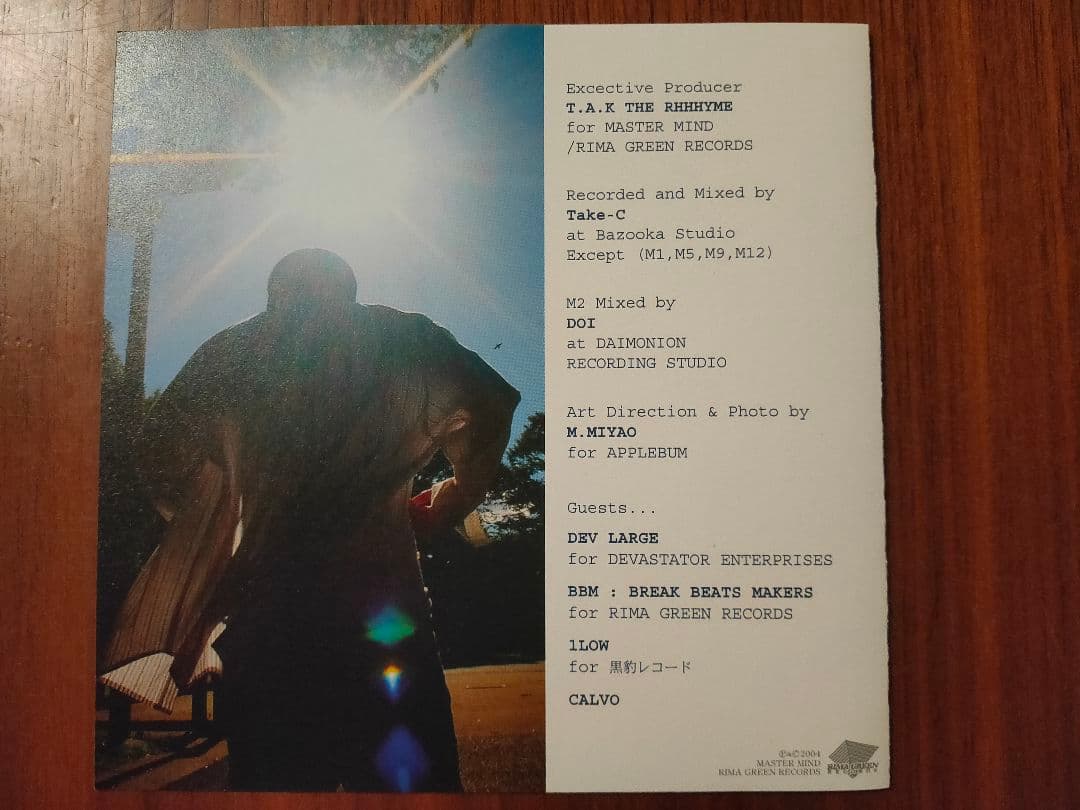 Excective Producer
T.A.K THE RHHHYME
for MASTER MIND
/RIMA GREEN RECORDS
Recorded and Mixed by
Take-C
at Bazooka Studio
Except (M1,M5,M9,M12)
M2 Mixed by
DOI
at DAIMONION
RECORDING STUDIO
Art Direction & Photo by
M.MIYAO
for APPLEBUM
Guests...
DEV LARGE
for DEVASTATOR ENTERPRISES
BBM : BREAK BEATS MAKERS
for RIMA GREEN RECORDS
1LOW
for 黒豹レコード
CALVO
℗&©2004
MASTER MIND
RIMA GREEN RECORDS
RIMA GREEN
RECORDS